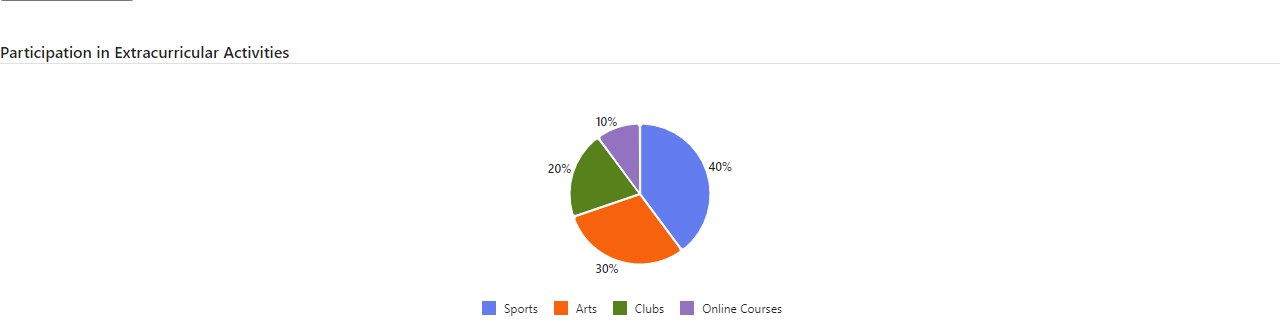 Participation in Extracurricular Activities
10%
40%
20%
30%
Sports Arts Clubs Online Courses